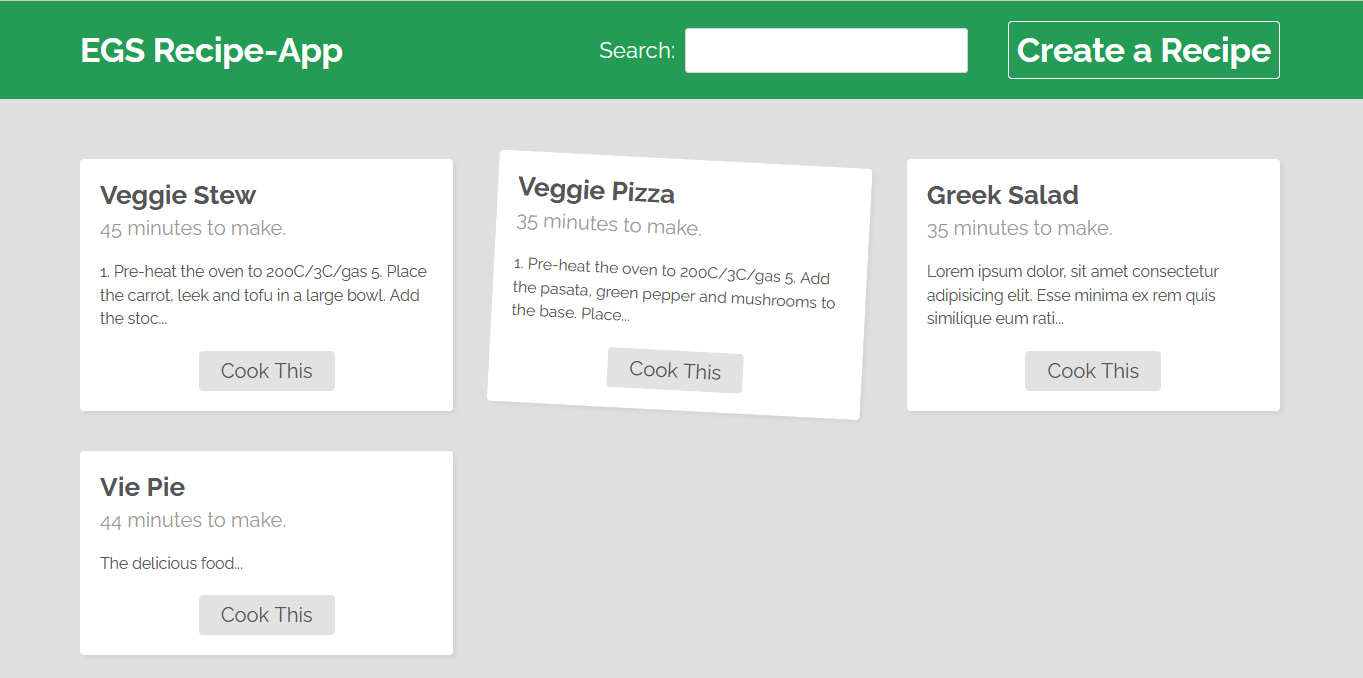 EGS Recipe-App
Search:
Create a Recipe
Veggie Stew
45 minutes to make.
1. Pre-heat the oven to 200C/3C/gas 5. Place
the carrot, leek and tofu in a large bowl. Add
the stoc...
Cook This
Veggie Pizza
35 minutes to make.
1. Pre-heat the oven to 200C/3C/gas 5. Add
the pasata, green pepper and mushrooms to
the base. Place...
Cook This
Greek Salad
35 minutes to make.
Lorem ipsum dolor, sit amet consectetur
adipisicing elit. Esse minima ex rem quis
similique eum rati...
Cook This
Vie Pie
44 minutes to make.
The delicious food...
Cook This